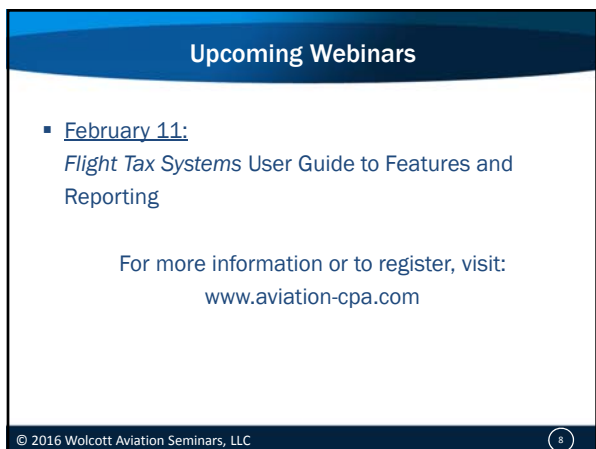 Upcoming Webinars
▪ February 11:
Flight Tax Systems User Guide to Features and
Reporting
For more information or to register, visit:
www.aviation-cpa.com
© 2016 Wolcott Aviation Seminars, LLC
8